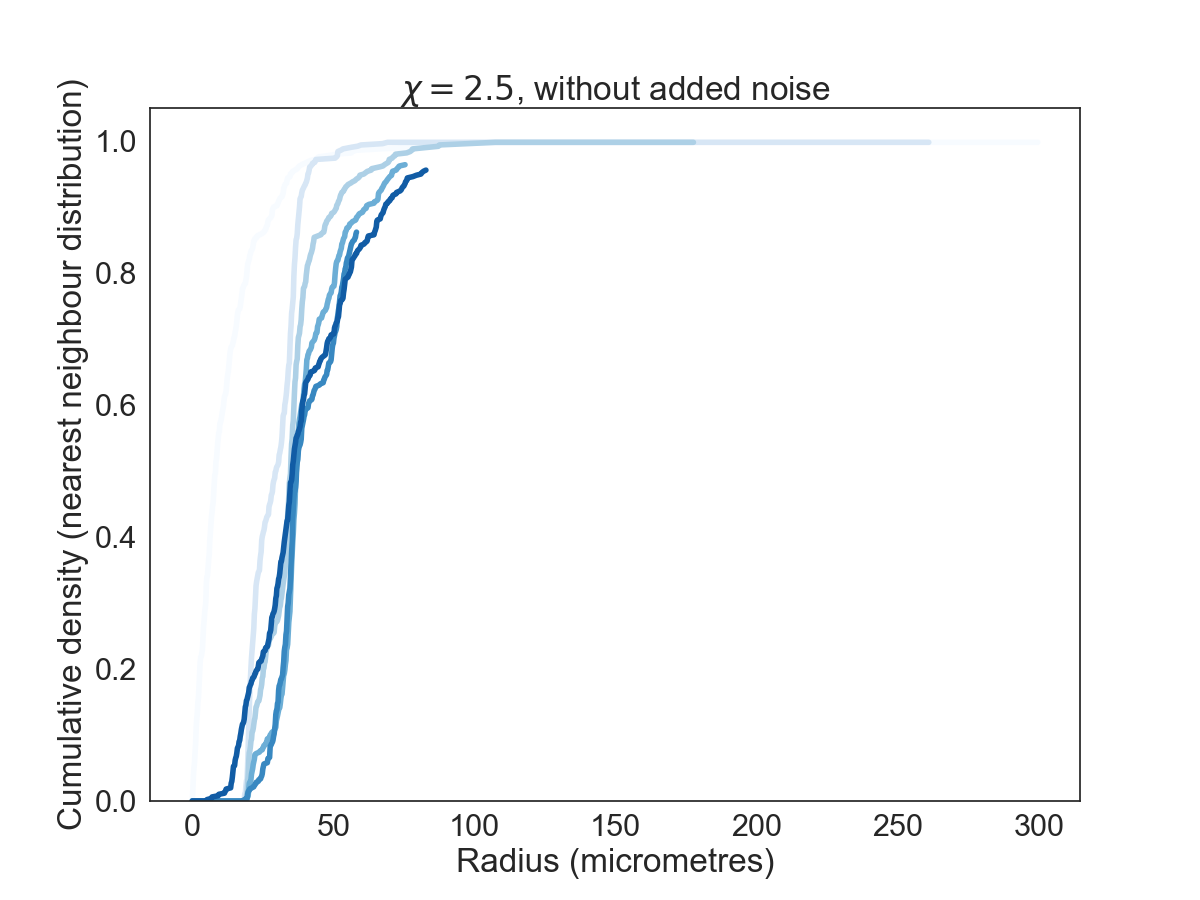 χ = 2.5, without added noise
Cumulative density (nearest neighbour distribution)
1.0
0.8
0.6
0.4
0.2
0.0
0 50 100 150 200 250 300
Radius (micrometres)